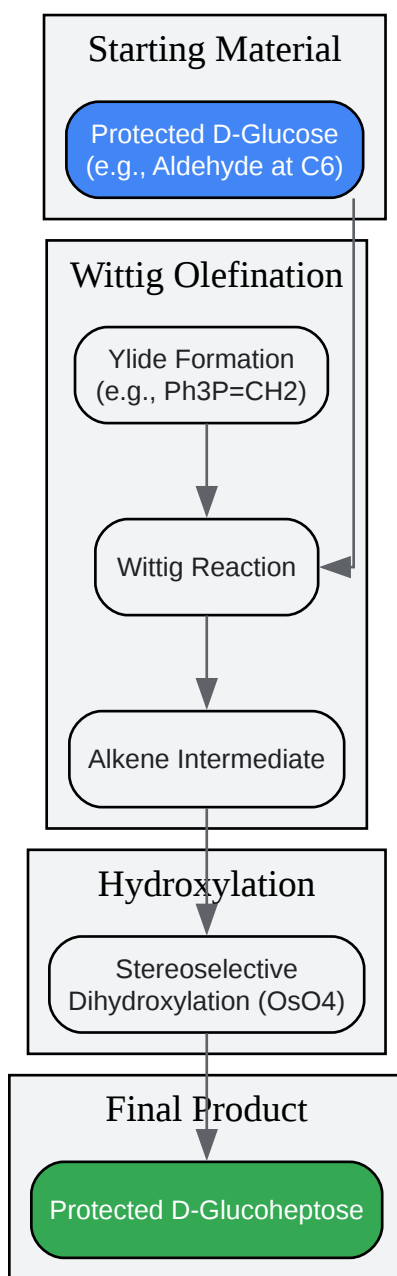 Starting Material
Protected D-Glucose
(e.g., Aldehyde at C6)
Wittig Olefination
Ylide Formation
(e.g., Ph3P=CH2)
Wittig Reaction
Alkene Intermediate
Hydroxylation
Stereoselective
Dihydroxylation (OsO4)
Final Product
Protected D-Glucoheptose